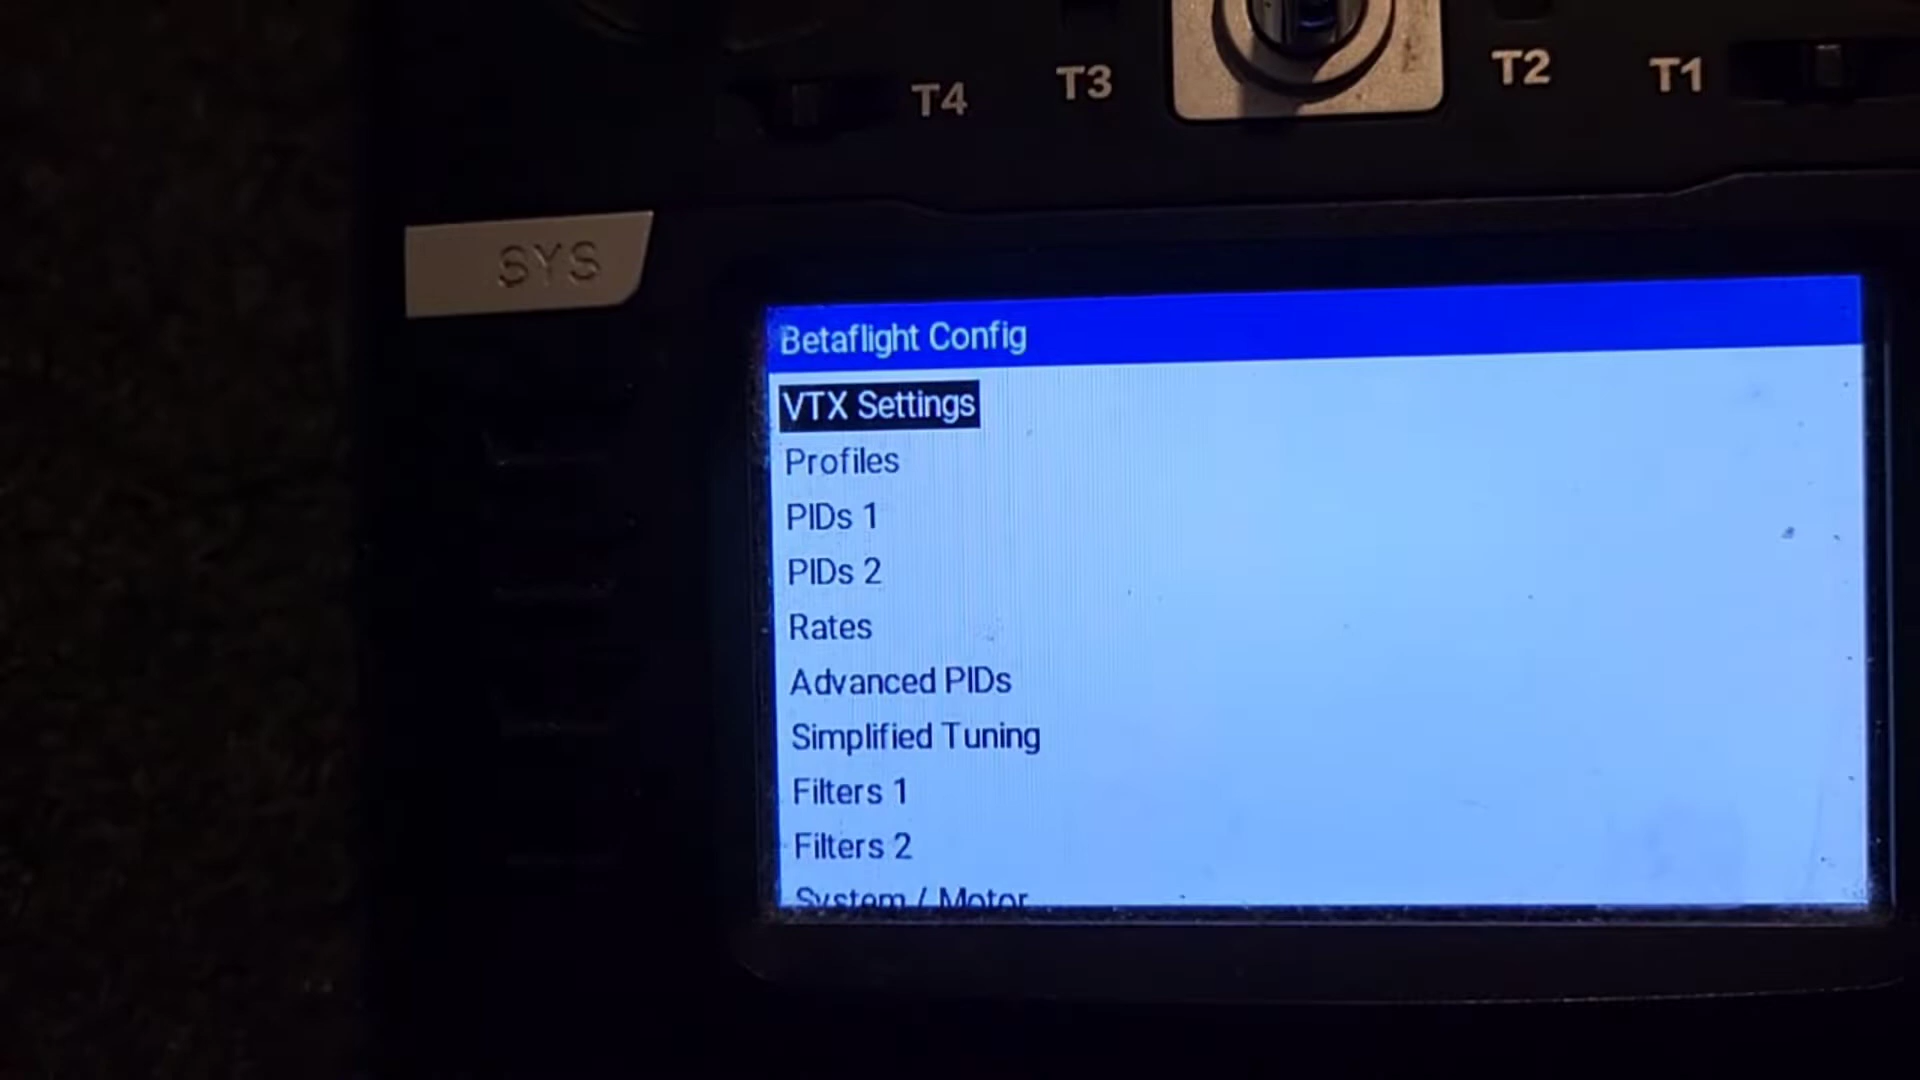 T4 T3 T2 T1
SYS
Betaflight Config
VTX Settings
Profiles
PIDs 1
PIDs 2
Rates
Advanced PIDs
Simplified Tuning
Filters 1
Filters 2
System / Motor